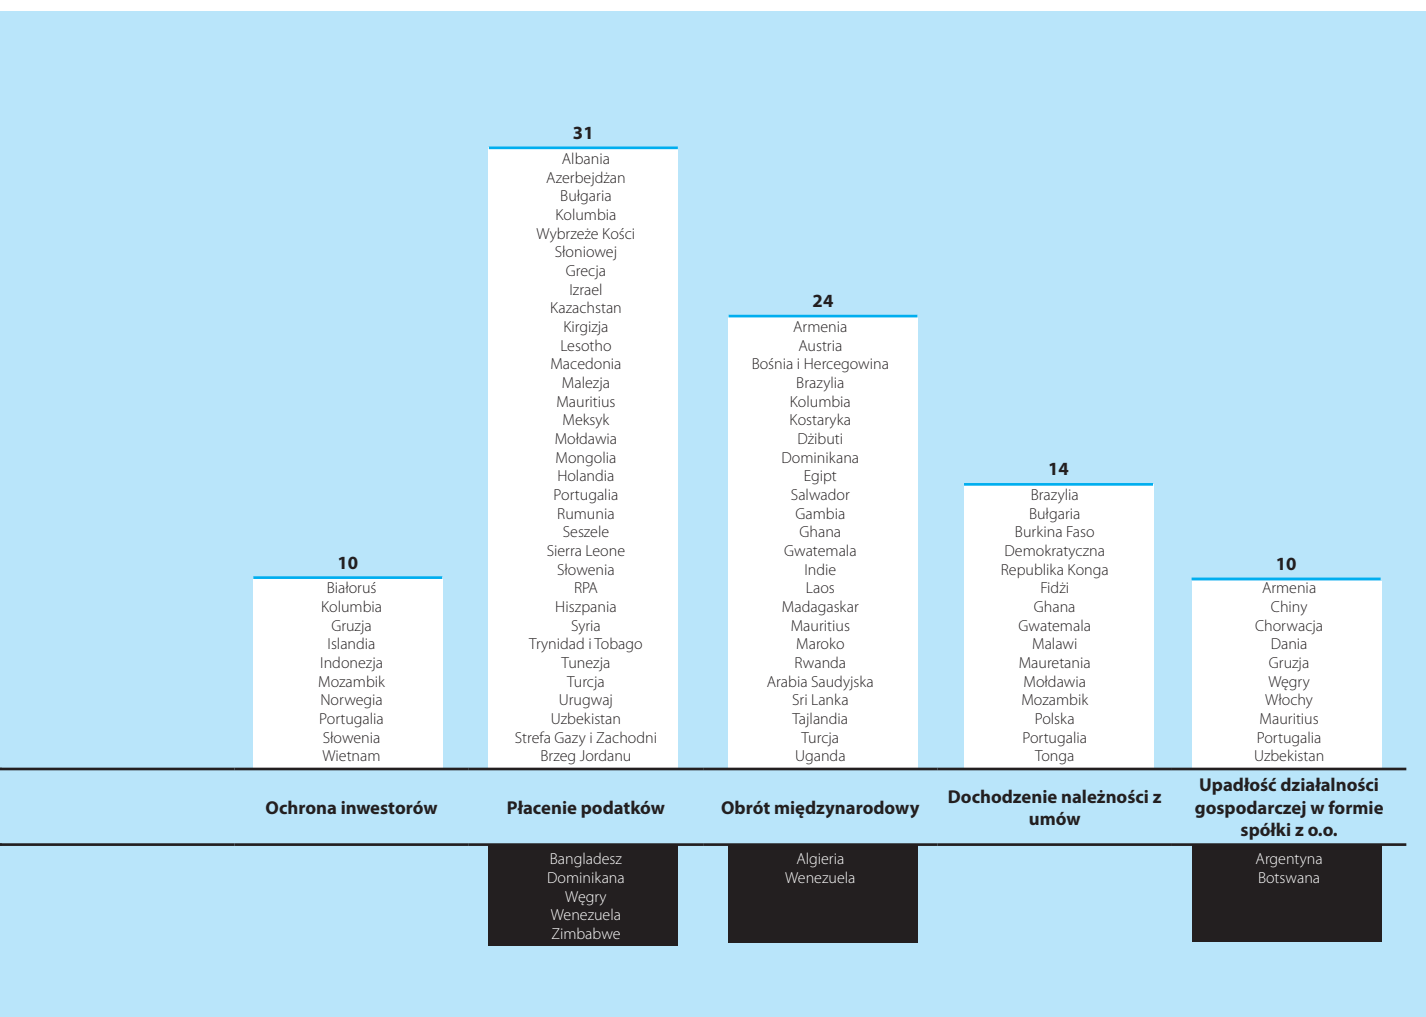 10
Białoruś
Kolumbia
Gruzja
Islandia
Indonezja
Mozambik
Norwegia
Portugalia
Słowenia
Wietnam
Ochrona inwestorów
31
Albania
Azerbejdżan
Bułgaria
Kolumbia
Wybrzeże Kości
Słoniowej
Grecja
Izrael
Kazachstan
Kirgizja
Lesotho
Macedonia
Malezja
Mauritius
Meksyk
Mołdawia
Mongolia
Holandia
Portugalia
Rumunia
Seszele
Sierra Leone
Słowenia
RPA
Hiszpania
Syria
Trynidad i Tobago
Tunezja
Turcja
Urugwaj
Uzbekistan
Strefa Gazy i Zachodni
Brzeg Jordanu
Płacenie podatków
Bangladesz
Dominikana
Węgry
Wenezuela
Zimbabwe
24
Armenia
Austria
Bośnia i Hercegowina
Brazylia
Kolumbia
Kostaryka
Dżibuti
Dominikana
Egipt
Salwador
Gambia
Ghana
Gwatemala
Indie
Laos
Madagaskar
Mauritius
Maroko
Rwanda
Arabia Saudyjska
Sri Lanka
Tajlandia
Turcja
Uganda
Obrót międzynarodowy
Algieria
Wenezuela
14
Brazylia
Bułgaria
Burkina Faso
Demokratyczna
Republika Konga
Fidżi
Ghana
Gwatemala
Malawi
Mauretania
Mołdawia
Mozambik
Polska
Portugalia
Tonga
Dochodzenie należności z
umów
10
Armenia
Chiny
Chorwacja
Dania
Gruzja
Węgry
Włochy
Mauritius
Portugalia
Uzbekistan
Upadłość działalności
gospodarczej w formie
spółki z o.o.
Argentyna
Botswana